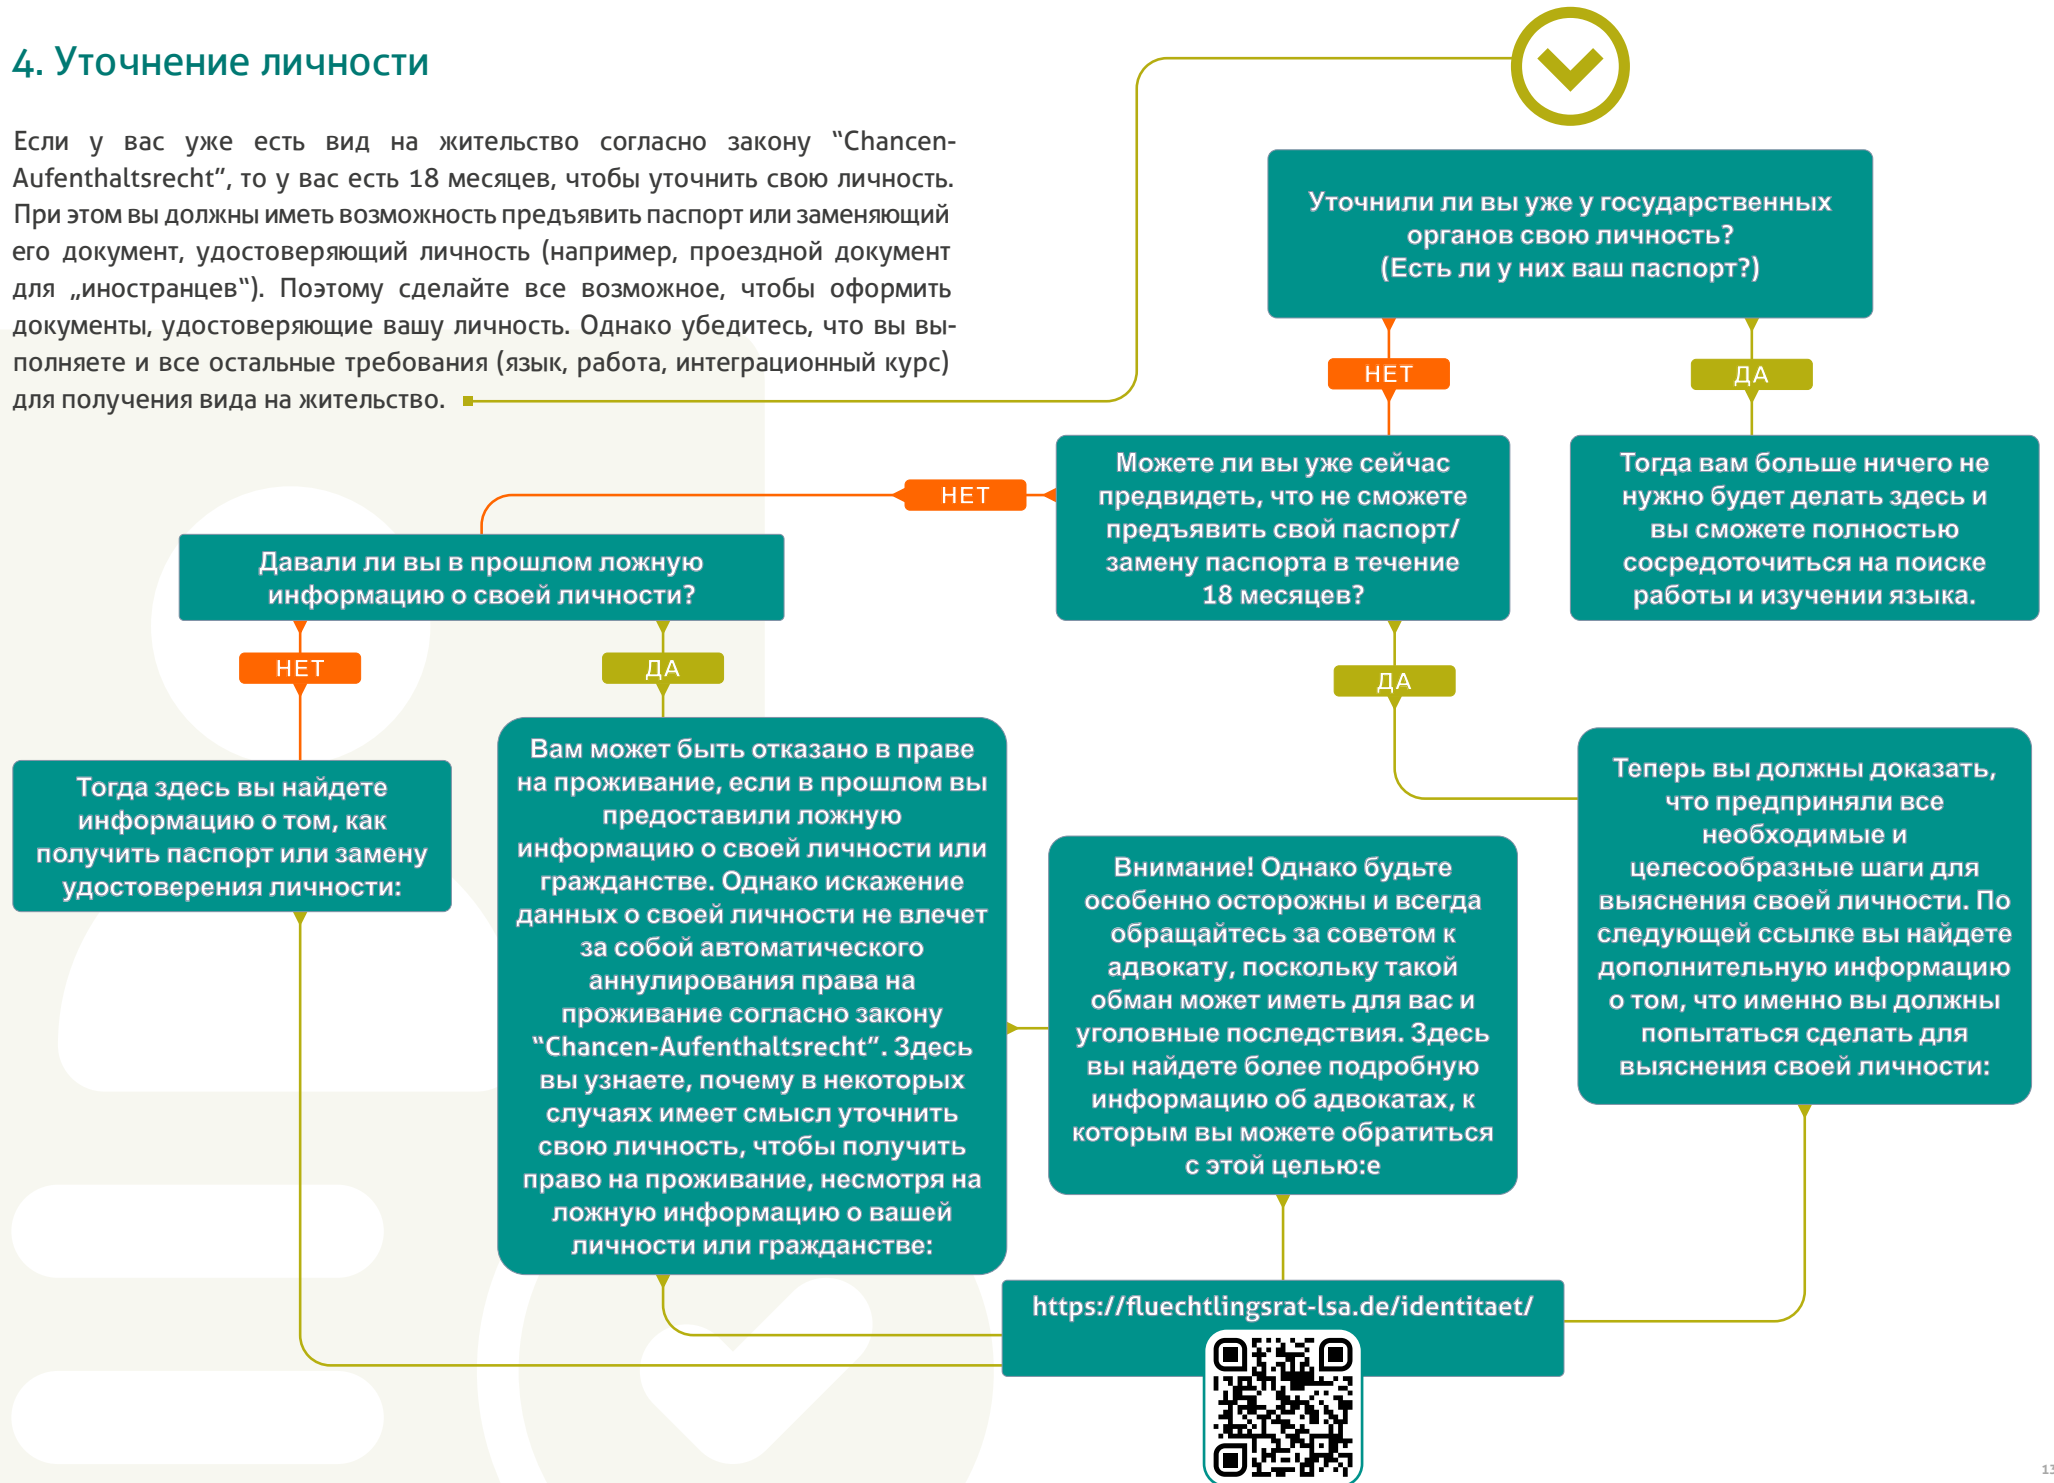 4. Уточнение личности
Если у вас уже есть вид на жительство согласно закону “Chancen-
Aufenthaltsrecht”, то у вас есть 18 месяцев, чтобы уточнить свою личность.
При этом вы должны иметь возможность предъявить паспорт или заменяющий
его документ, удостоверяющий личность (например, проездной документ
для „иностранцев“). Поэтому сделайте все возможное, чтобы оформить
документы, удостоверяющие вашу личность. Однако убедитесь, что вы вы-
полняете и все остальные требования (язык, работа, интеграционный курс)
для получения вида на жительство.
Уточнили ли вы уже у государственных
органов свою личность?
(Есть ли у них ваш паспорт?)
НЕТ
ДА
Можете ли вы уже сейчас
предвидеть, что не сможете
предъявить свой паспорт/
замену паспорта в течение
18 месяцев?
Тогда вам больше ничего не
нужно будет делать здесь и
вы сможете полностью
сосредоточиться на поиске
работы и изучении языка.
НЕТ
Давали ли вы в прошлом ложную
информацию о своей личности?
НЕТ
ДА
ДА
Тогда здесь вы найдете
информацию о том, как
получить паспорт или замену
удостоверения личности:
Вам может быть отказано в праве
на проживание, если в прошлом вы
предоставили ложную
информацию о своей личности или
гражданстве. Однако искажение
данных о своей личности не влечет
за собой автоматического
аннулирования права на
проживание согласно закону
“Chancen-Aufenthaltsrecht”. Здесь
вы узнаете, почему в некоторых
случаях имеет смысл уточнить
свою личность, чтобы получить
право на проживание, несмотря на
ложную информацию о вашей
личности или гражданстве:
Внимание! Однако будьте
особенно осторожны и всегда
обращайтесь за советом к
адвокату, поскольку такой
обман может иметь для вас и
уголовные последствия. Здесь
вы найдете более подробную
информацию об адвокатах, к
которым вы можете обратиться
с этой целью:е
Теперь вы должны доказать,
что предприняли все
необходимые и
целесообразные шаги для
выяснения своей личности. По
следующей ссылке вы найдете
дополнительную информацию
о том, что именно вы должны
попытаться сделать для
выяснения своей личности:
https://fluechtlingsrat-lsa.de/identitaet/